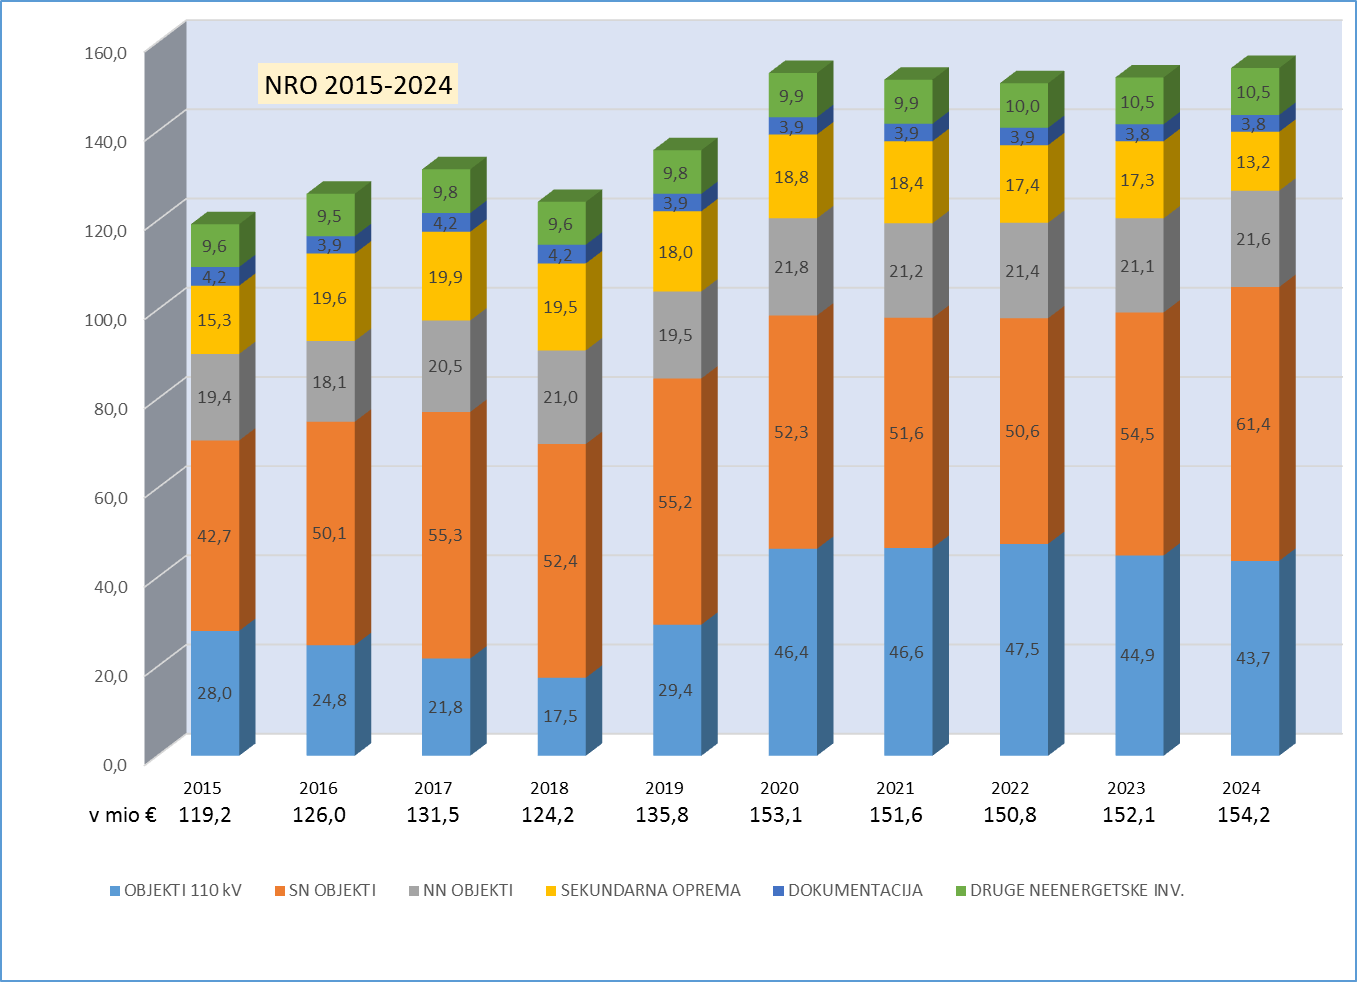 NRO 2015-2024
160,0
140,0
120,0
100,0
80,0
60,0
40,0
20,0
0,0
9,6 9,5 9,8 9,6 9,8 9,9 9,9 10,0 10,5 10,5
4,2 3,9 4,2 4,2 3,9 3,9 3,9 3,9 3,8 3,8
15,3 19,6 19,9 19,5 18,0 18,8 18,4 17,4 17,3 13,2
19,4 18,1 20,5 21,0 19,5 21,8 21,2 21,4 21,1 21,6
42,7 50,1 55,3 52,4 55,2 52,3 51,6 50,6 54,5 61,4
28,0 24,8 21,8 17,5 29,4 46,4 46,6 47,5 44,9 43,7
2015 2016 2017 2018 2019 2020 2021 2022 2023 2024
v mio € 119,2 126,0 131,5 124,2 135,8 153,1 151,6 150,8 152,1 154,2
OBJEKTI 110 kV SN OBJEKTI NN OBJEKTI SEKUNDARNA OPREMA DOKUMENTACIJA DRUGE NEENERGETSKE INV.